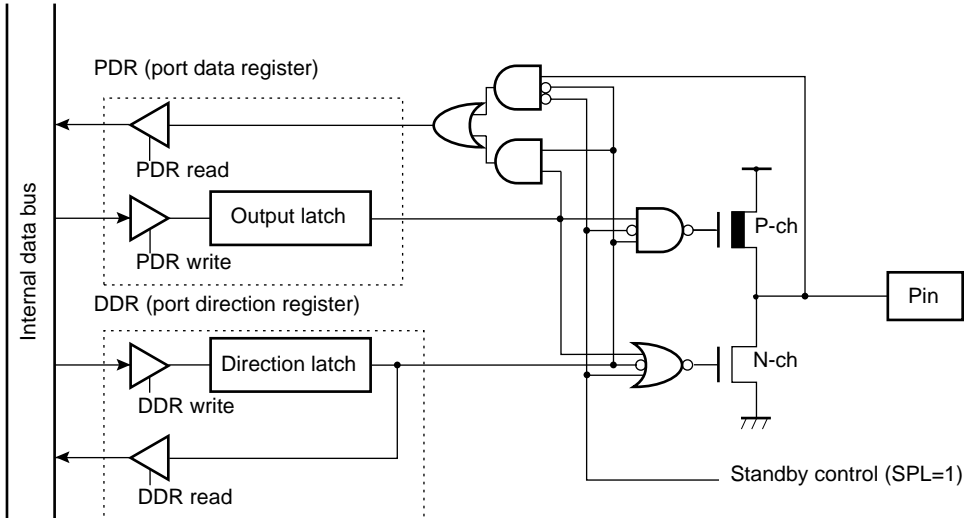 PDR (port data register)
PDR read
Output latch
PDR write
Internal data bus
DDR (port direction register)
Direction latch
DDR write
DDR read
P-ch
Pin
N-ch
Standby control (SPL=1)